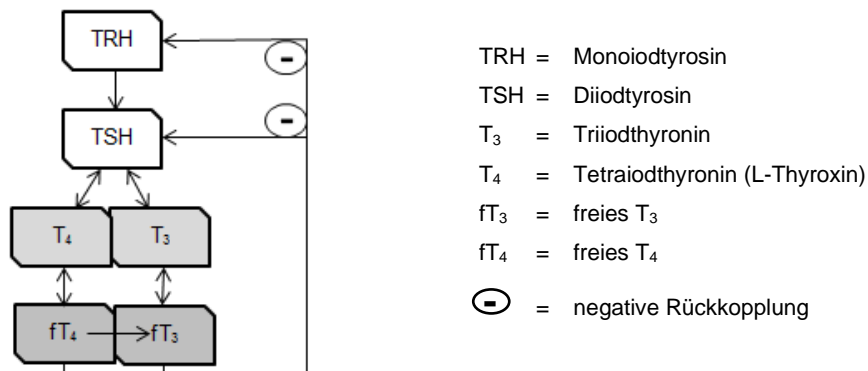 TRH
-
-
TSH
T₄ T₃
fT₄ fT₃
TRH = Monoiodtyrosin
TSH = Diiodtyrosin
T₃ = Triiodthyronin
T₄ = Tetraiodthyronin (L-Thyroxin)
fT₃ = freies T₃
fT₄ = freies T₄
- = negative Rückkopplung